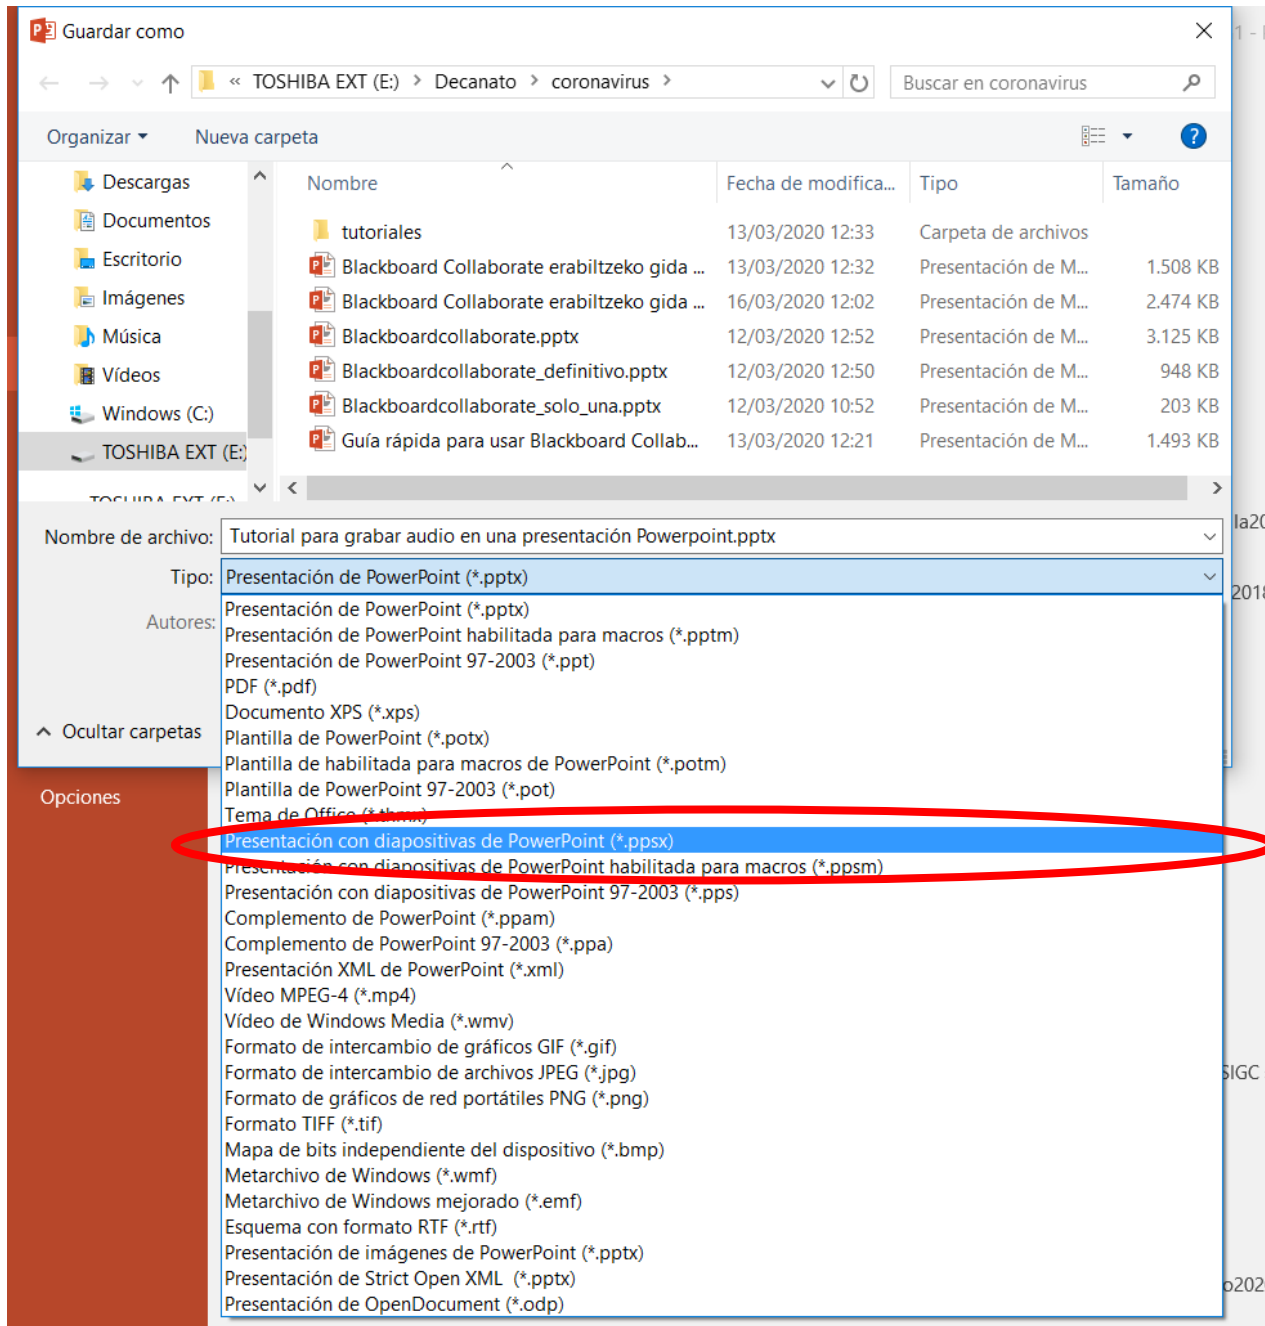 Guardar como
« TOSHIBA EXT (E:) > Decanato > coronavirus >
Buscar en coronavirus
Organizar
Nueva carpeta
Descargas
Documentos
Escritorio
Imágenes
Música
Vídeos
Windows (C:)
TOSHIBA EXT (E:)
TOSHIBA EXT (E:)
Nombre Fecha de modifica... Tipo Tamaño
tutoriales 13/03/2020 12:33 Carpeta de archivos
Blackboard Collaborate erabiltzeko gida ... 13/03/2020 12:32 Presentación de M... 1.508 KB
Blackboard Collaborate erabiltzeko gida ... 16/03/2020 12:02 Presentación de M... 2.474 KB
Blackboardcollaborate.pptx 12/03/2020 12:52 Presentación de M... 3.125 KB
Blackboardcollaborate_definitivo.pptx 12/03/2020 12:50 Presentación de M... 948 KB
Blackboardcollaborate_solo_una.pptx 12/03/2020 10:52 Presentación de M... 203 KB
Guía rápida para usar Blackboard Collab... 13/03/2020 12:21 Presentación de M... 1.493 KB
Nombre de archivo: Tutorial para grabar audio en una presentación Powerpoint.pptx
Tipo: Presentación de PowerPoint (*.pptx)
Autores:
Ocultar carpetas
Opciones
Presentación de PowerPoint (*.pptx)
Presentación de PowerPoint habilitada para macros (*.pptm)
Presentación de PowerPoint 97-2003 (*.ppt)
PDF (*.pdf)
Documento XPS (*.xps)
Plantilla de PowerPoint (*.potx)
Plantilla de habilitada para macros de PowerPoint (*.potm)
Plantilla de PowerPoint 97-2003 (*.pot)
Tema de Office (*.thmx)
Presentación con diapositivas de PowerPoint (*.ppsx)
Presentación con diapositivas de PowerPoint habilitada para macros (*.ppsm)
Presentación con diapositivas de PowerPoint 97-2003 (*.pps)
Complemento de PowerPoint (*.ppam)
Complemento de PowerPoint 97-2003 (*.ppa)
Presentación XML de PowerPoint (*.xml)
Vídeo MPEG-4 (*.mp4)
Vídeo de Windows Media (*.wmv)
Formato de intercambio de gráficos GIF (*.gif)
Formato de intercambio de archivos JPEG (*.jpg)
Formato de gráficos de red portátiles PNG (*.png)
Formato TIFF (*.tif)
Mapa de bits independiente del dispositivo (*.bmp)
Metarchivo de Windows (*.wmf)
Metarchivo de Windows mejorado (*.emf)
Esquema con formato RTF (*.rtf)
Presentación de imágenes de PowerPoint (*.pptx)
Presentación de Strict Open XML (*.pptx)
Presentación de OpenDocument (*.odp)
SIGC